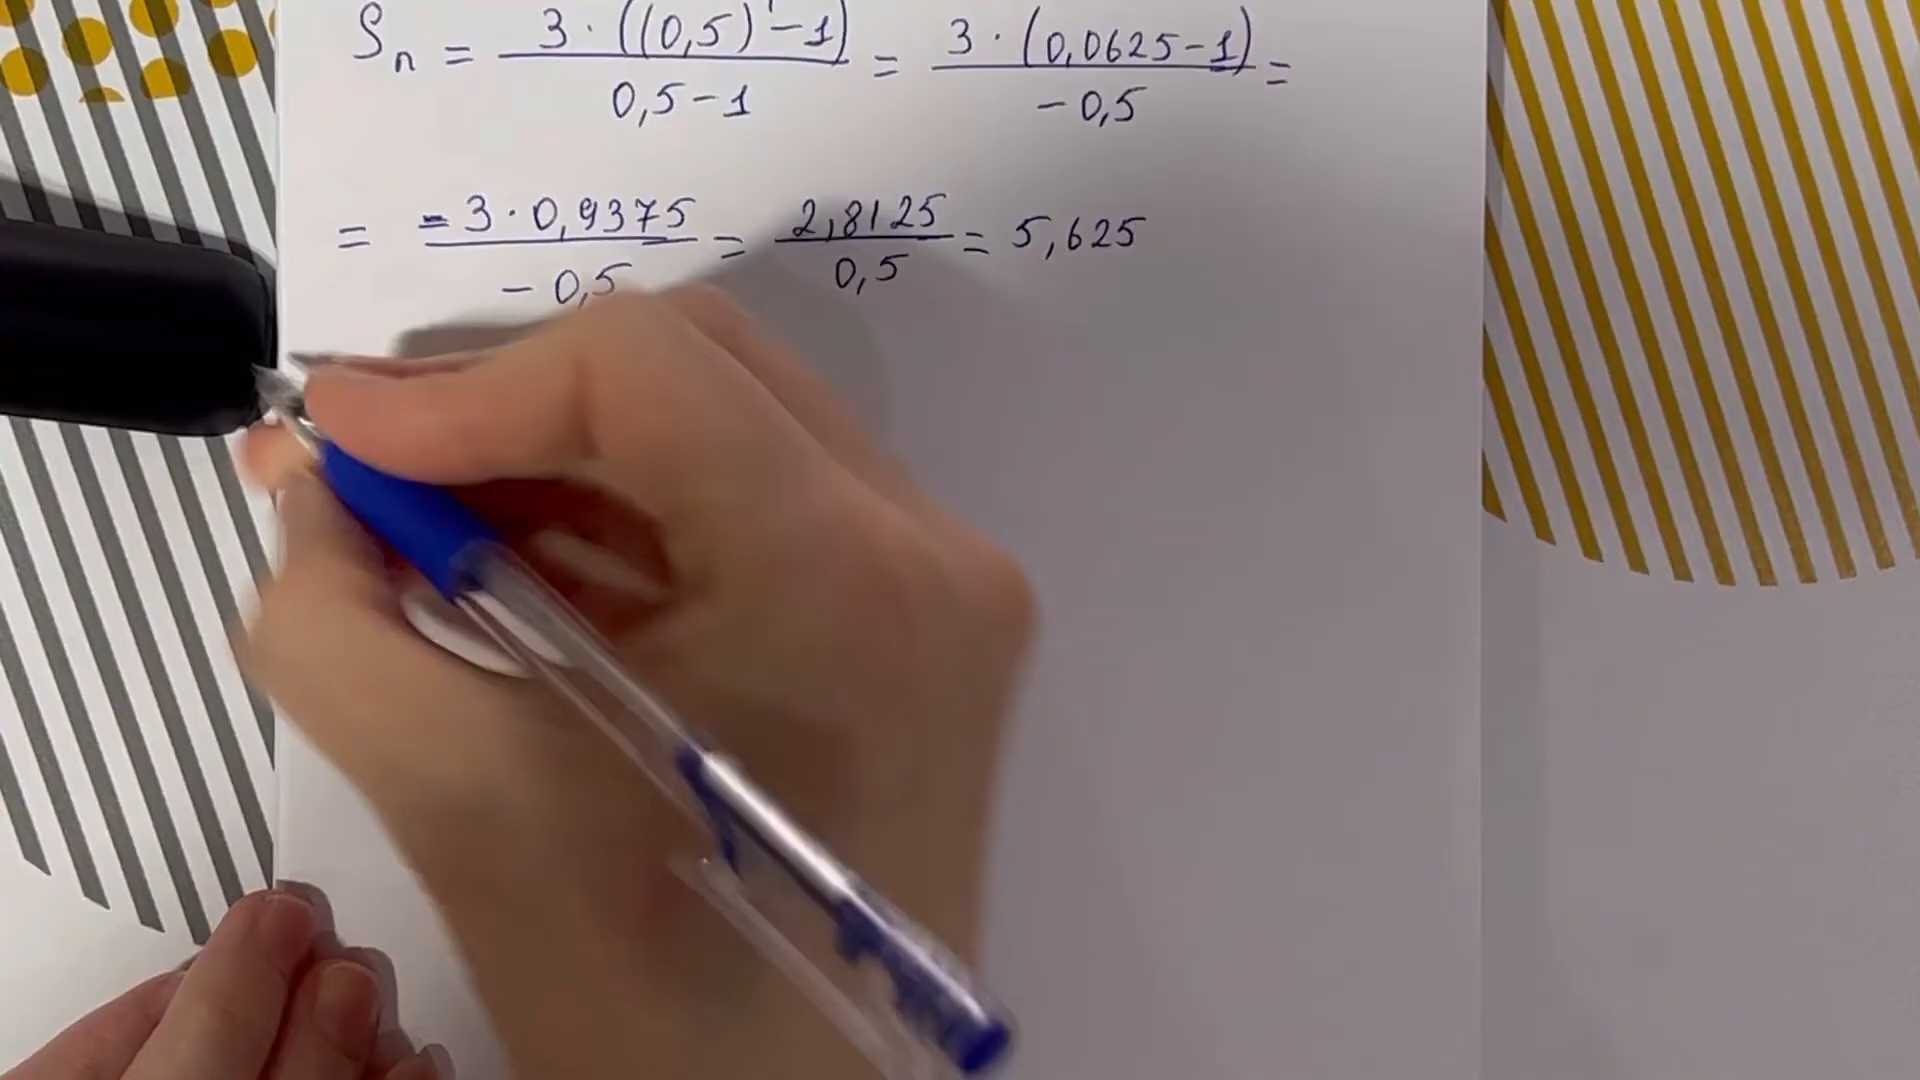 Sn = 3 · ((0,5) - 1) / 0,5 - 1 = 3 · (0,0625 - 1) / - 0,5 =
= - 3 · 0,9375 / - 0,5 = 2,8125 / 0,5 = 5,625